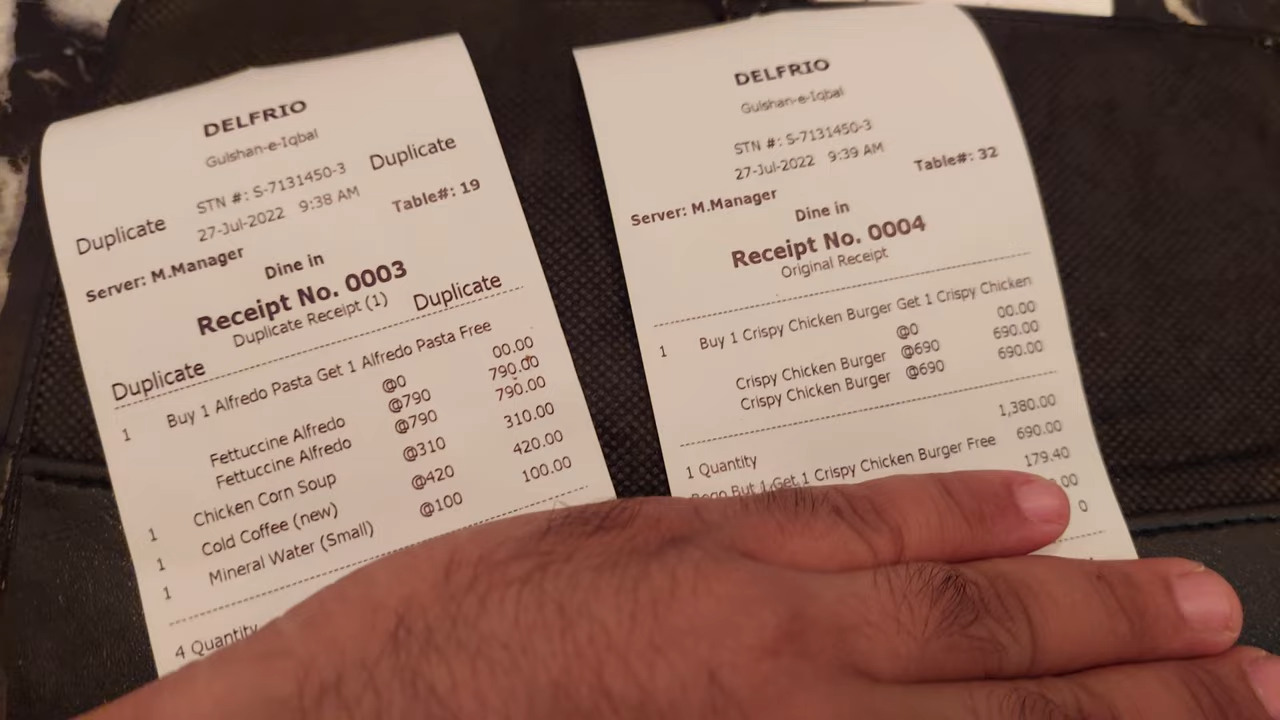 DELFRIO
Gulshan-e-Iqbal
STN #: S-7131450-3 Duplicate
Duplicate 27-Jul-2022 9:38 AM
Server: M.Manager Table#: 19
Dine in
Receipt No. 0003
Duplicate Receipt (1) Duplicate
Duplicate
1 Buy 1 Alfredo Pasta Get 1 Alfredo Pasta Free
@0 00.00
Fettuccine Alfredo @790 790.00
Fettuccine Alfredo @790 790.00
1 Chicken Corn Soup @310 310.00
1 Cold Coffee (new) @420 420.00
1 Mineral Water (Small) @100 100.00
4 Quantity
DELFRIO
Gulshan-e-Iqbal
STN #: S-7131450-3
27-Jul-2022 9:39 AM
Server: M.Manager Table#: 32
Dine in
Receipt No. 0004
Original Receipt
1 Buy 1 Crispy Chicken Burger Get 1 Crispy Chicken
@0 00.00
Crispy Chicken Burger @690 690.00
Crispy Chicken Burger @690 690.00
1 Quantity 1,380.00
But 1 Get 1 Crispy Chicken Burger Free 690.00
179.40